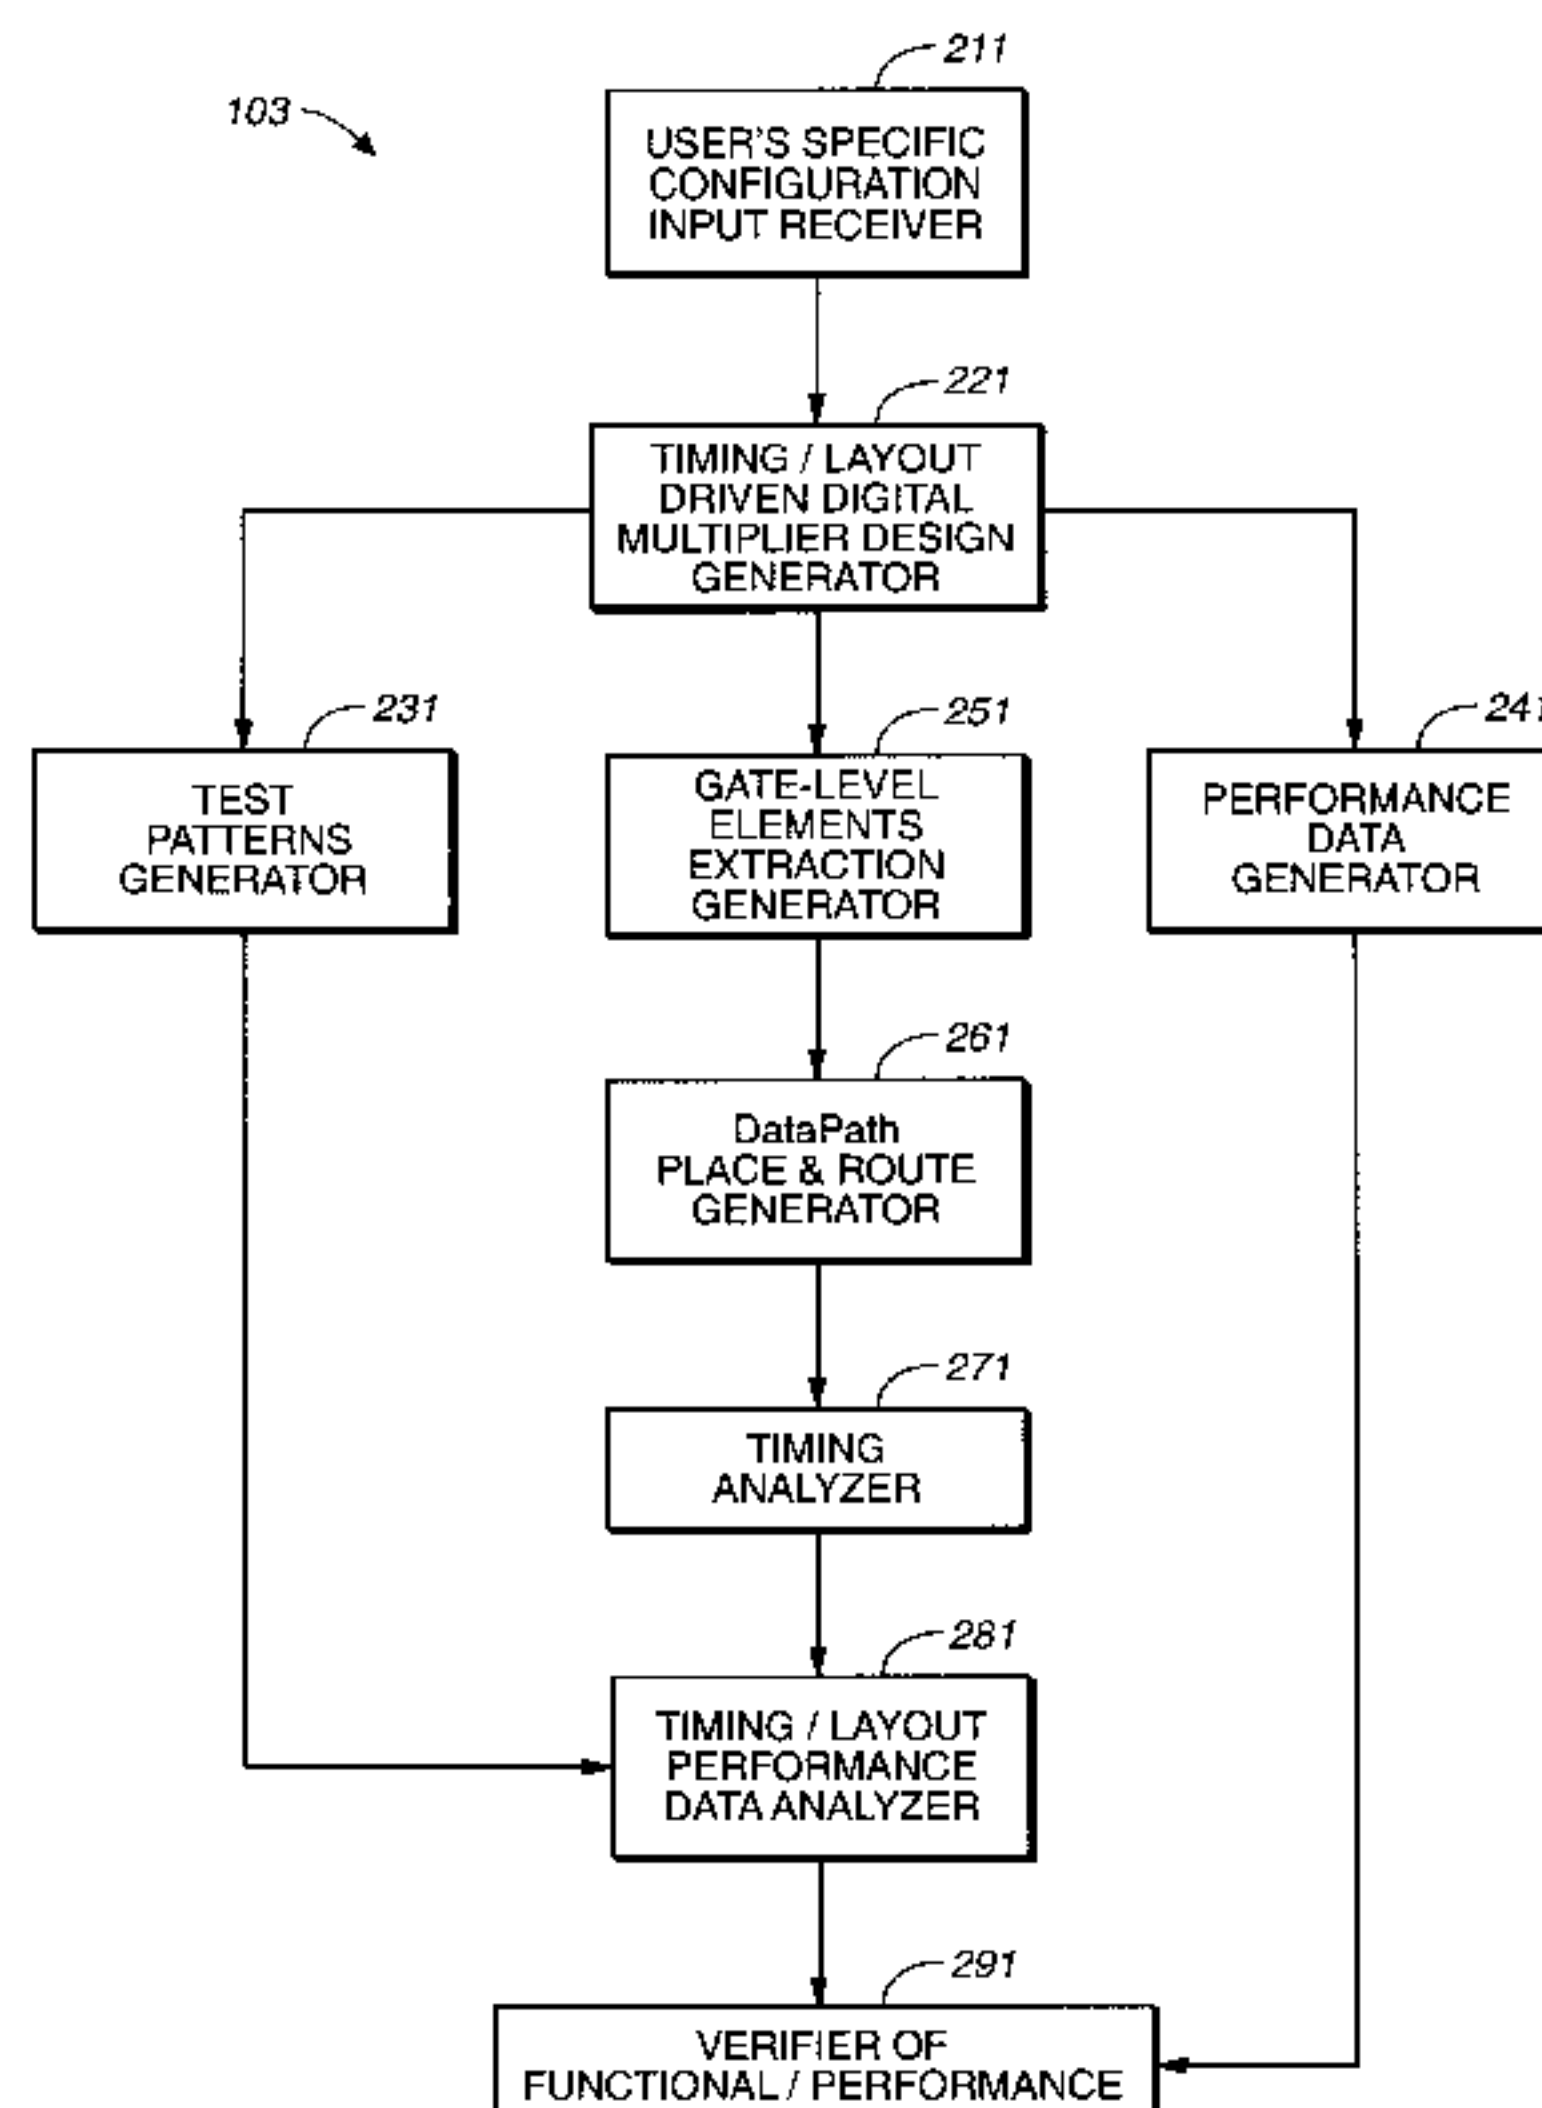 211
103
USER'S SPECIFIC
CONFIGURATION
INPUT RECEIVER
221
TIMING / LAYOUT
DRIVEN DIGITAL
MULTIPLIER DESIGN
GENERATOR
231
TEST
PATTERNS
GENERATOR
251
GATE-LEVEL
ELEMENTS
EXTRACTION
GENERATOR
241
PERFORMANCE
DATA
GENERATOR
261
DataPath
PLACE & ROUTE
GENERATOR
271
TIMING
ANALYZER
281
TIMING / LAYOUT
PERFORMANCE
DATA ANALYZER
291
VERIFIER OF
FUNCTIONAL / PERFORMANCE